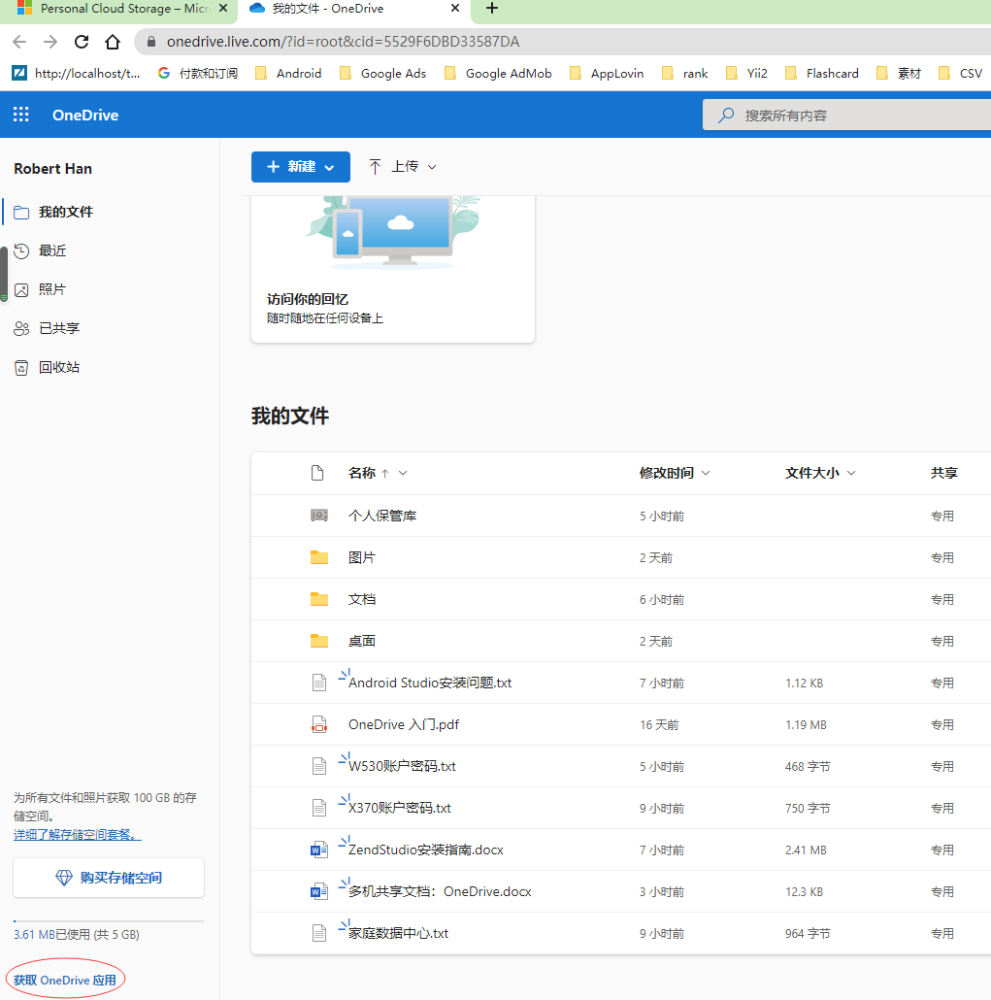 Personal Cloud Storage – Micr
我的文件 - OneDrive
onedrive.live.com/?id=root&cid=5529F6DBD33587DA
http://localhost/t...
付款和订阅
Android
Google Ads
Google AdMob
AppLovin
rank
Yii2
Flashcard
素材
CSV
OneDrive
搜索所有内容
Robert Han
我的文件
最近
照片
已共享
回收站
为所有文件和照片获取 100 GB 的存
储空间。
详细了解存储空间套餐。
购买存储空间
3.61 MB已使用 (共 5 GB)
获取 OneDrive 应用
新建
上传
访问你的回忆
随时随地在任何设备上
我的文件
名称 修改时间 文件大小 共享
个人保管库 5 小时前 专用
图片 2 天前 专用
文档 6 小时前 专用
桌面 2 天前 专用
Android Studio安装问题.txt 7 小时前 1.12 KB 专用
OneDrive 入门.pdf 16 天前 1.19 MB 专用
W530账户密码.txt 5 小时前 468 字节 专用
X370账户密码.txt 9 小时前 750 字节 专用
ZendStudio安装指南.docx 7 小时前 2.41 MB 专用
多机共享文档：OneDrive.docx 3 小时前 12.3 KB 专用
家庭数据中心.txt 9 小时前 964 字节 专用